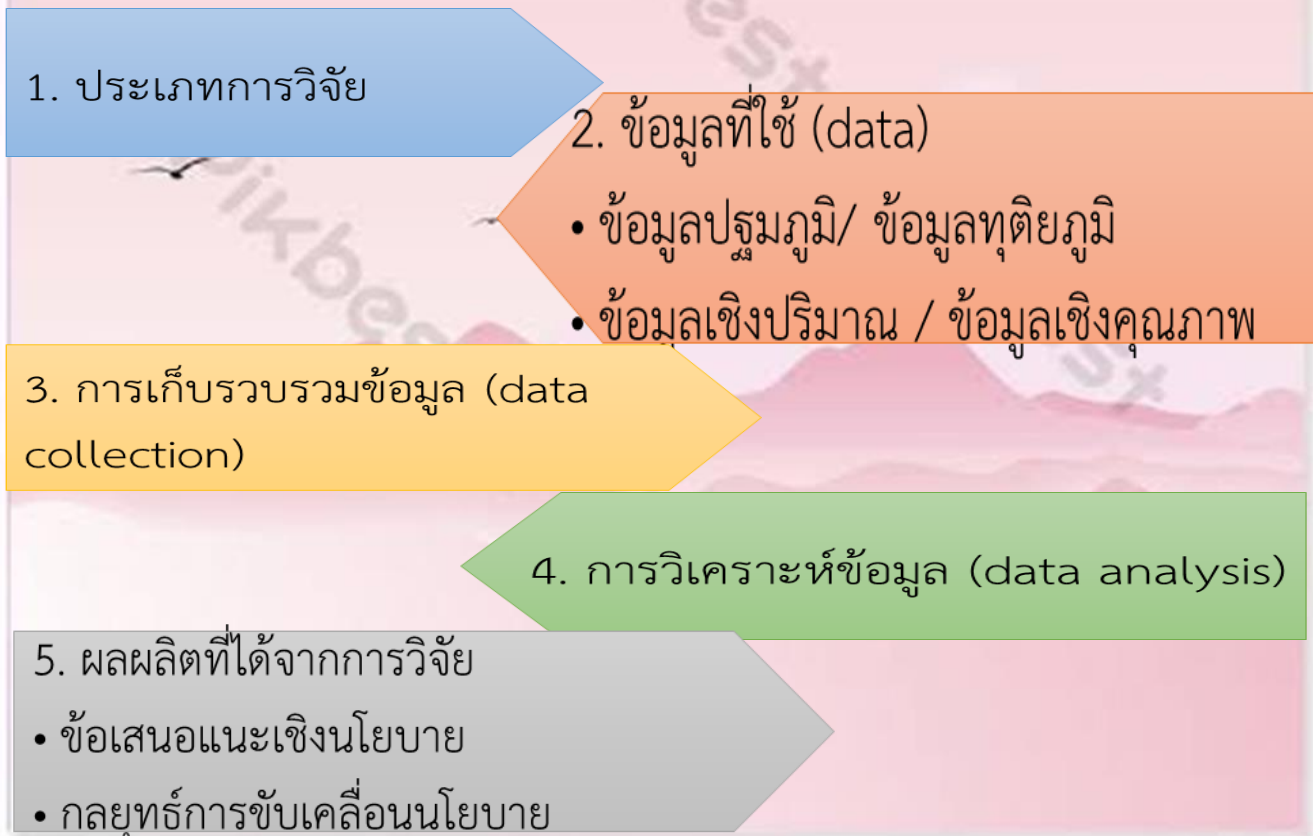 1. ประเภทการวิจัย
2. ข้อมูลที่ใช้ (data)
• ข้อมูลปฐมภูมิ/ ข้อมูลทุติยภูมิ
• ข้อมูลเชิงปริมาณ / ข้อมูลเชิงคุณภาพ
3. การเก็บรวบรวมข้อมูล (data
collection)
4. การวิเคราะห์ข้อมูล (data analysis)
5. ผลผลิตที่ได้จากการวิจัย
• ข้อเสนอแนะเชิงนโยบาย
• กลยุทธ์การขับเคลื่อนนโยบาย